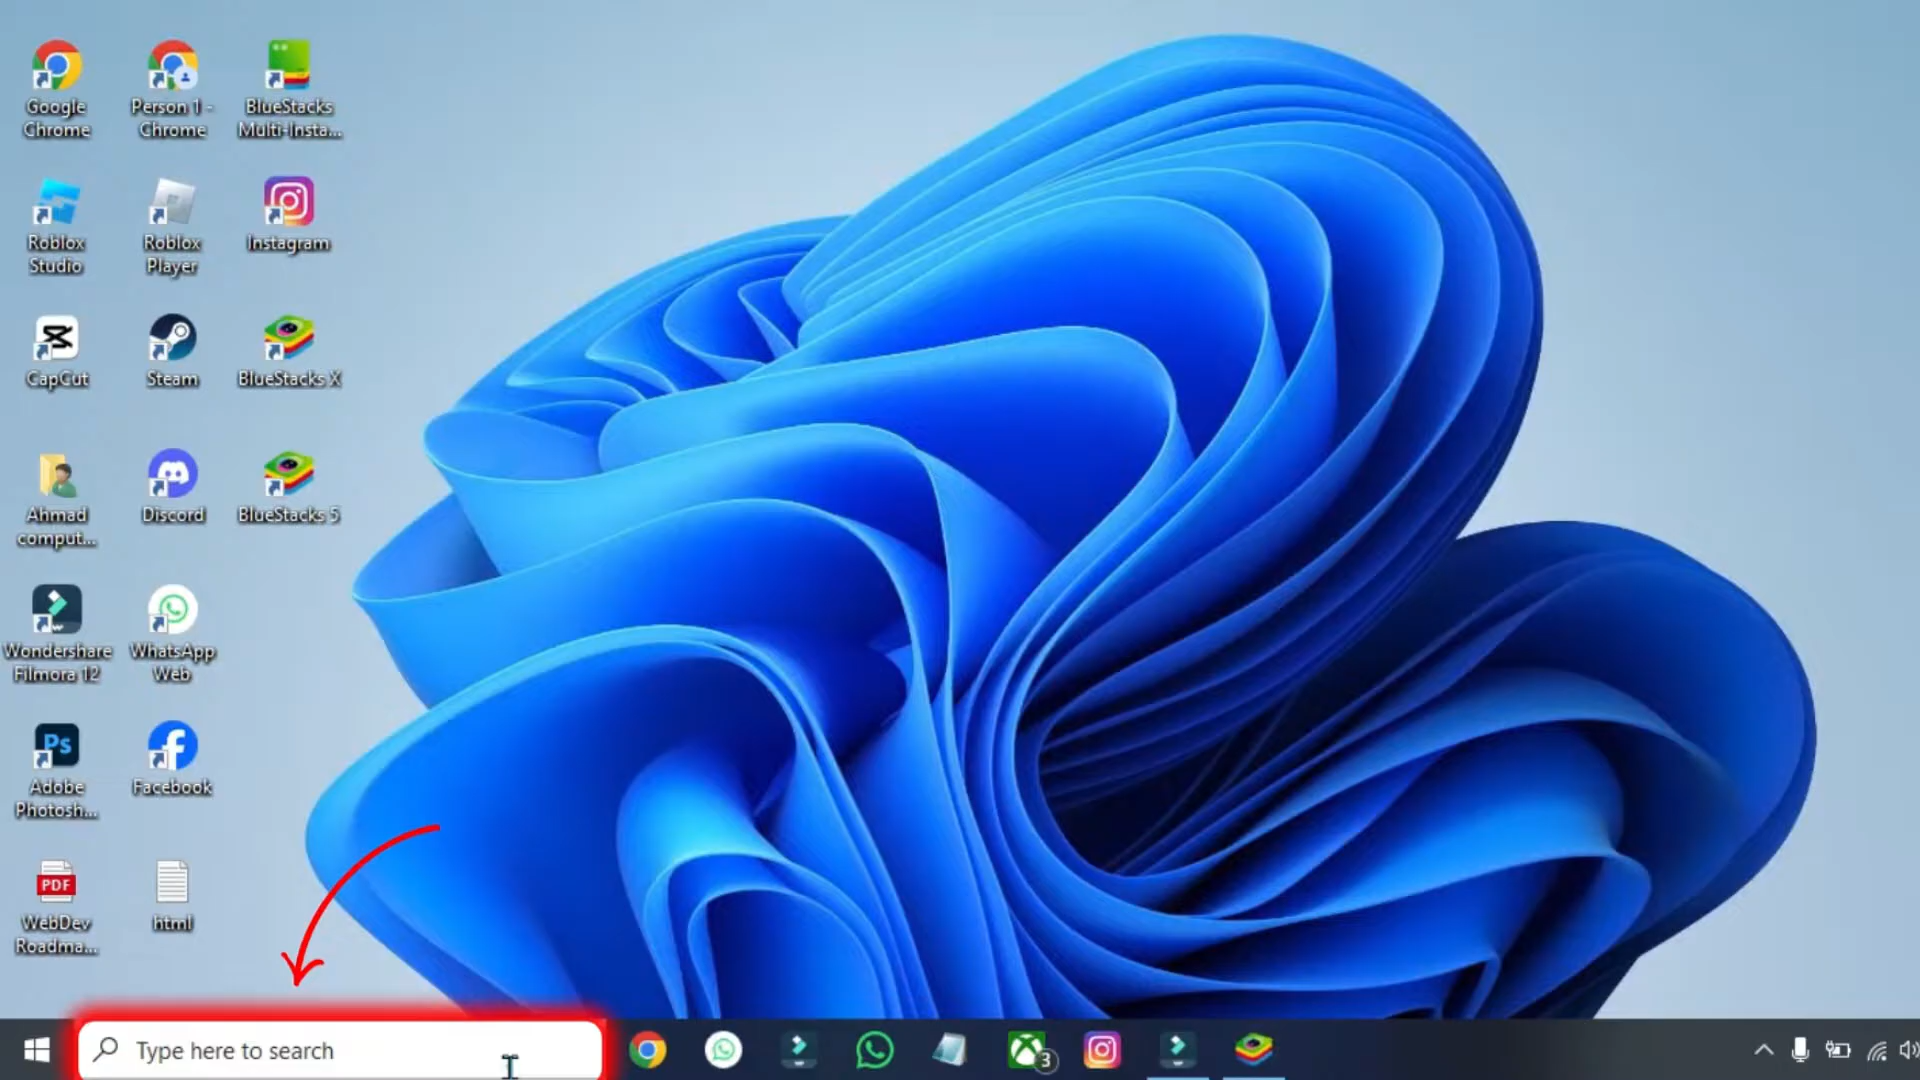 Google
Chrome
Person 1 -
Chrome
BlueStacks
Multi-Insta...
Roblox
Studio
Roblox
Player
Instagram
CapCut
Steam
BlueStacks X
Ahmad
comput...
Discord
BlueStacks 5
Wondershare
Filmora 12
WhatsApp
Web
Ps
Adobe
Photosh...
Facebook
PDF
WebDev
Roadma...
html
Type here to search
3